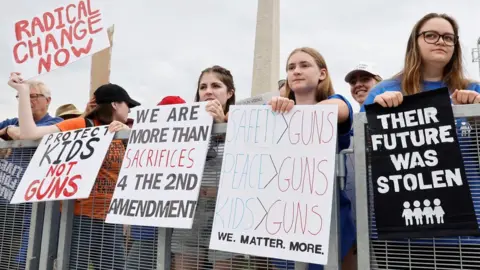 RADICAL
CHANGE
NOW
PROTECT
KIDS
NOT
GUNS
WE ARE
MORE THAN
SACRIFICES
4 THE 2ND
AMENDMENT
SAFETY>GUNS
PEACE>GUNS
KIDS>GUNS
WE. MATTER. MORE.
THEIR
FUTURE
WAS
STOLEN